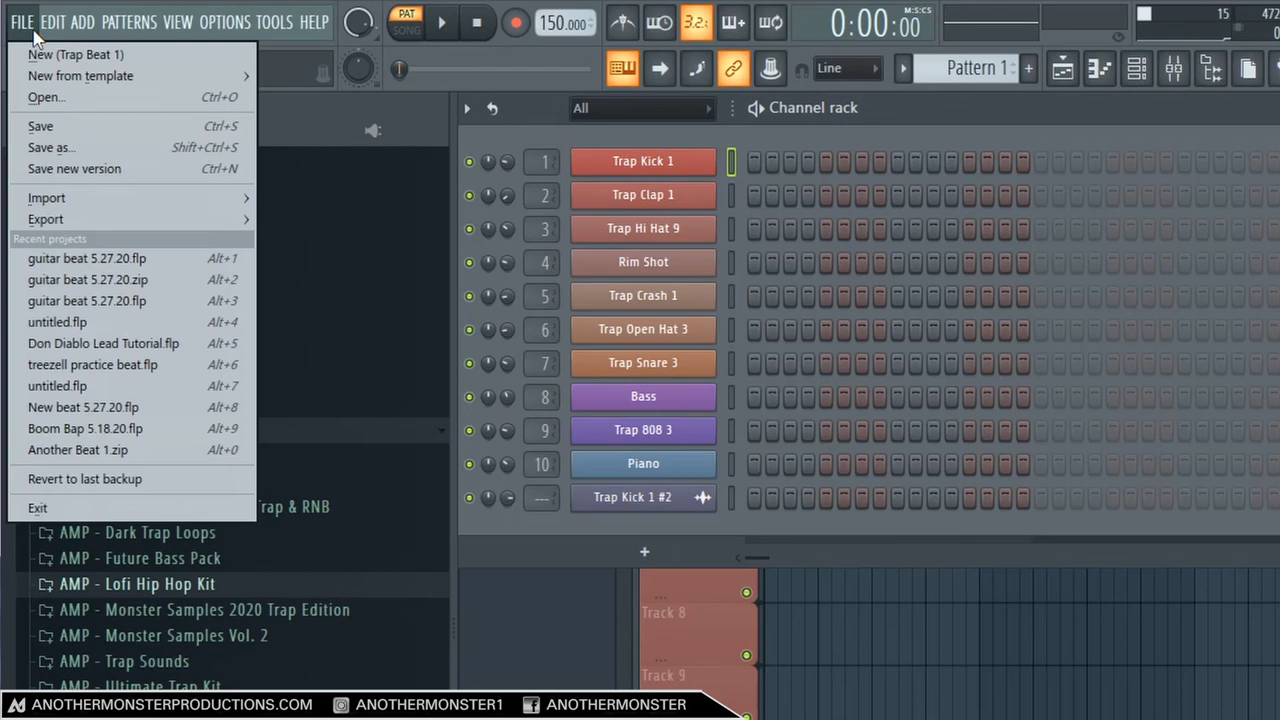 FILE EDIT ADD PATTERNS VIEW OPTIONS TOOLS HELP
PAT
SONG
150.000
3.2.
0:00:00
M:S:CS
15
472
New (Trap Beat 1)
New from template
Open... Ctrl+O
Save Ctrl+S
Save as... Shift+Ctrl+S
Save new version Ctrl+N
Import
Export
Recent projects
guitar beat 5.27.20.flp Alt+1
guitar beat 5.27.20.zip Alt+2
guitar beat 5.27.20.flp Alt+3
untitled.flp Alt+4
Don Diablo Lead Tutorial.flp Alt+5
treezell practice beat.flp Alt+6
untitled.flp Alt+7
New beat 5.27.20.flp Alt+8
Boom Bap 5.18.20.flp Alt+9
Another Beat 1.zip Alt+0
Revert to last backup
Exit
Line
Pattern 1
All
Channel rack
1 Trap Kick 1
2 Trap Clap 1
3 Trap Hi Hat 9
4 Rim Shot
5 Trap Crash 1
6 Trap Open Hat 3
7 Trap Snare 3
8 Bass
9 Trap 808 3
10 Piano
--- Trap Kick 1 #2
Trap & RNB
AMP - Dark Trap Loops
AMP - Future Bass Pack
AMP - Lofi Hip Hop Kit
AMP - Monster Samples 2020 Trap Edition
AMP - Monster Samples Vol. 2
AMP - Trap Sounds
AMP - Ultimate Trap Kit
...
Track 8
...
Track 9
ANOTHERMONSTERPRODUCTIONS.COM
ANOTHERMONSTER1
ANOTHERMONSTER